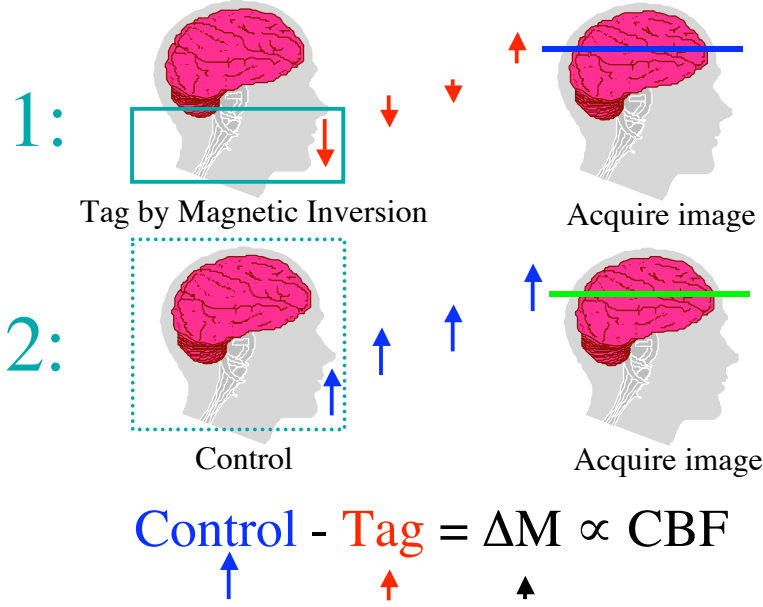 1:
Tag by Magnetic Inversion
Acquire image
2:
Control
Acquire image
Control - Tag = ΔM ∝ CBF